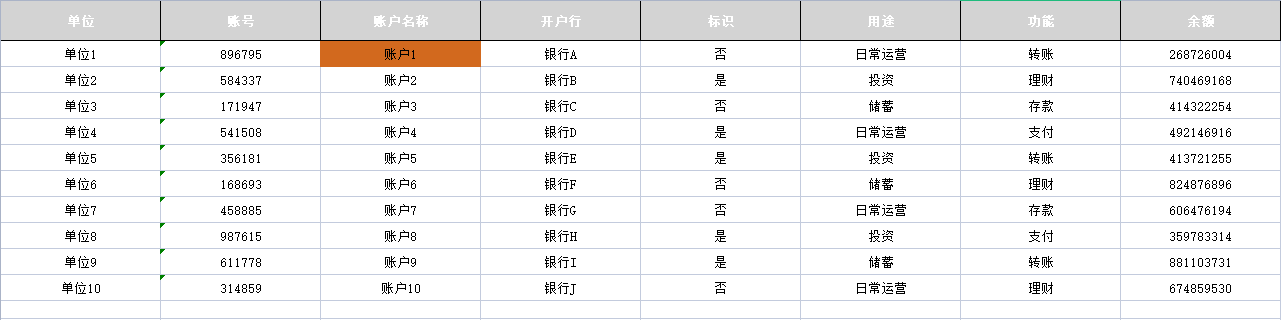 单位 账号 账户名称 开户行 标识 用途 功能 余额
单位1 896795 账户1 银行A 否 日常运营 转账 268726004
单位2 584337 账户2 银行B 是 投资 理财 740469168
单位3 171947 账户3 银行C 否 储蓄 存款 414322254
单位4 541508 账户4 银行D 是 日常运营 支付 492146916
单位5 356181 账户5 银行E 是 投资 转账 413721255
单位6 168693 账户6 银行F 否 储蓄 理财 824876896
单位7 458885 账户7 银行G 否 日常运营 存款 606476194
单位8 987615 账户8 银行H 是 投资 支付 359783314
单位9 611778 账户9 银行I 是 储蓄 转账 881103731
单位10 314859 账户10 银行J 否 日常运营 理财 674859530